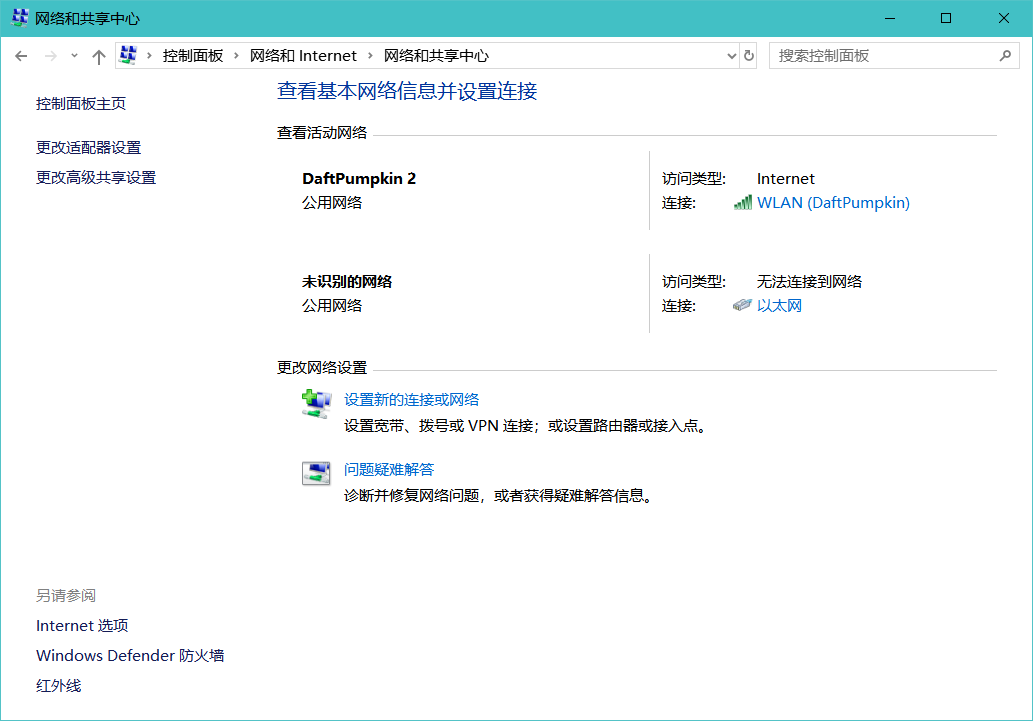 网络和共享中心
控制面板 › 网络和 Internet › 网络和共享中心
搜索控制面板
控制面板主页
更改适配器设置
更改高级共享设置
查看基本网络信息并设置连接
查看活动网络
DaftPumpkin 2
公用网络
访问类型: Internet
连接: WLAN (DaftPumpkin)
未识别的网络
公用网络
访问类型: 无法连接到网络
连接: 以太网
更改网络设置
设置新的连接或网络
设置宽带、拨号或 VPN 连接；或设置路由器或接入点。
问题疑难解答
诊断并修复网络问题，或者获得疑难解答信息。
另请参阅
Internet 选项
Windows Defender 防火墙
红外线